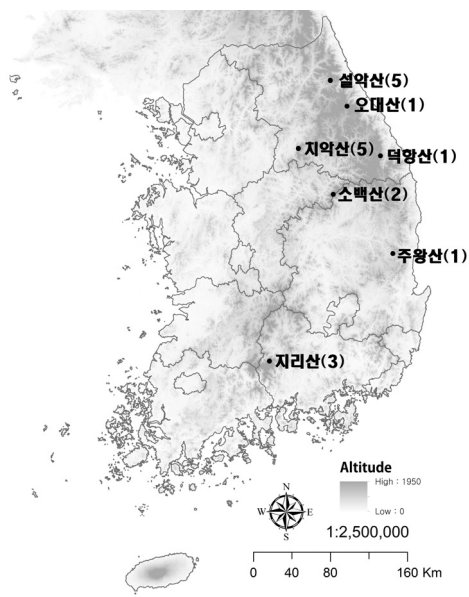 설악산(5)
오대산(1)
지악산(5)
덕항산(1)
소백산(2)
주왕산(1)
지리산(3)
Altitude
High : 1950
Low : 0
N
W E
S
1:2,500,000
0 40 80 160 Km